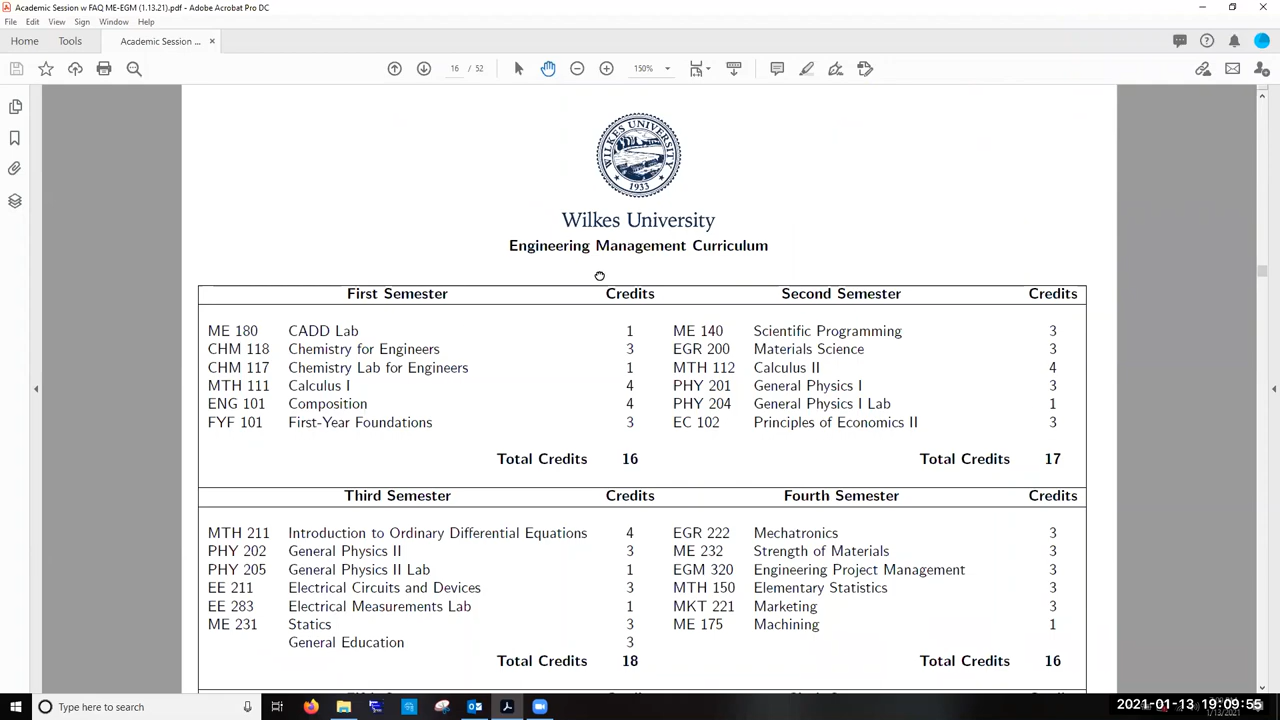 Academic Session w FAQ ME-EGM (1.13.21).pdf - Adobe Acrobat Pro DC
File Edit View Sign Window Help
Home Tools Academic Session ... ×
16 / 52 150%
WILKES UNIVERSITY
1933
Wilkes University
Engineering Management Curriculum
First Semester Credits Second Semester Credits
ME 180 CADD Lab 1 ME 140 Scientific Programming 3
CHM 118 Chemistry for Engineers 3 EGR 200 Materials Science 3
CHM 117 Chemistry Lab for Engineers 1 MTH 112 Calculus II 4
MTH 111 Calculus I 4 PHY 201 General Physics I 3
ENG 101 Composition 4 PHY 204 General Physics I Lab 1
FYF 101 First-Year Foundations 3 EC 102 Principles of Economics II 3
Total Credits 16 Total Credits 17
Third Semester Credits Fourth Semester Credits
MTH 211 Introduction to Ordinary Differential Equations 4 EGR 222 Mechatronics 3
PHY 202 General Physics II 3 ME 232 Strength of Materials 3
PHY 205 General Physics II Lab 1 EGM 320 Engineering Project Management 3
EE 211 Electrical Circuits and Devices 3 MTH 150 Elementary Statistics 3
EE 283 Electrical Measurements Lab 1 MKT 221 Marketing 3
ME 231 Statics 3 ME 175 Machining 1
General Education 3
Total Credits 18 Total Credits 16
Type here to search
2021-01-13 19:09:55